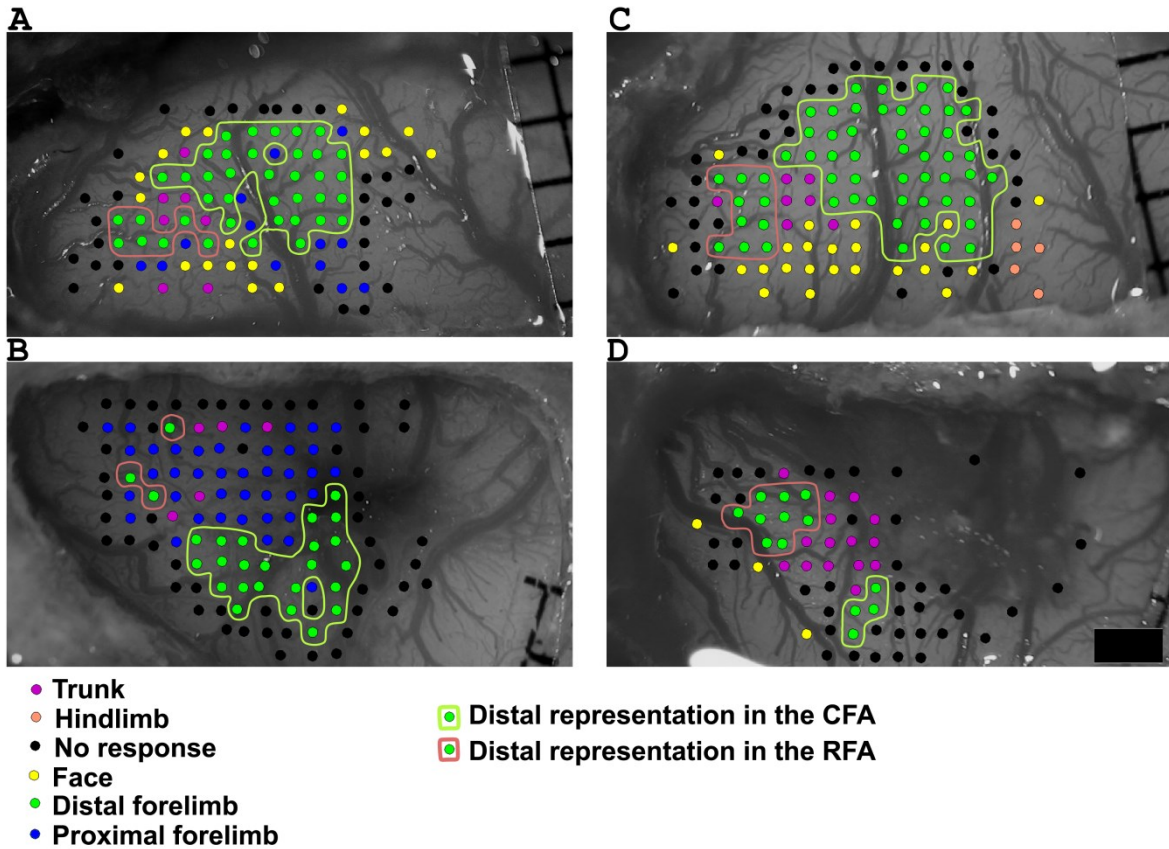 A
C
B
D
Trunk
Hindlimb
No response
Face
Distal forelimb
Proximal forelimb
Distal representation in the CFA
Distal representation in the RFA